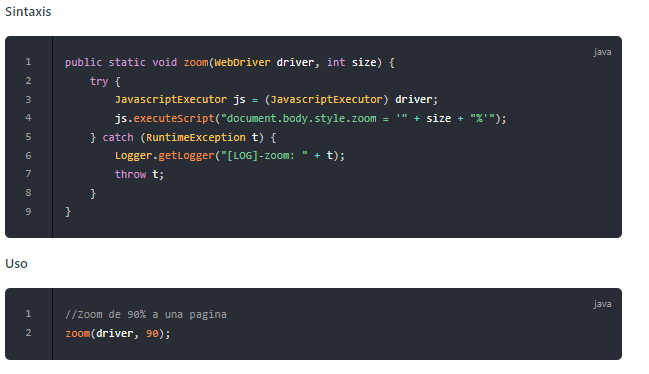 Sintaxis
java
1 public static void zoom(WebDriver driver, int size) {
2     try {
3         JavascriptExecutor js = (JavascriptExecutor) driver;
4         js.executeScript("document.body.style.zoom = '" + size + "%'");
5     } catch (RuntimeException t) {
6         Logger.getLogger("[LOG]-zoom: " + t);
7         throw t;
8     }
9 }
Uso
java
1 //Zoom de 90% a una pagina
2 zoom(driver, 90);